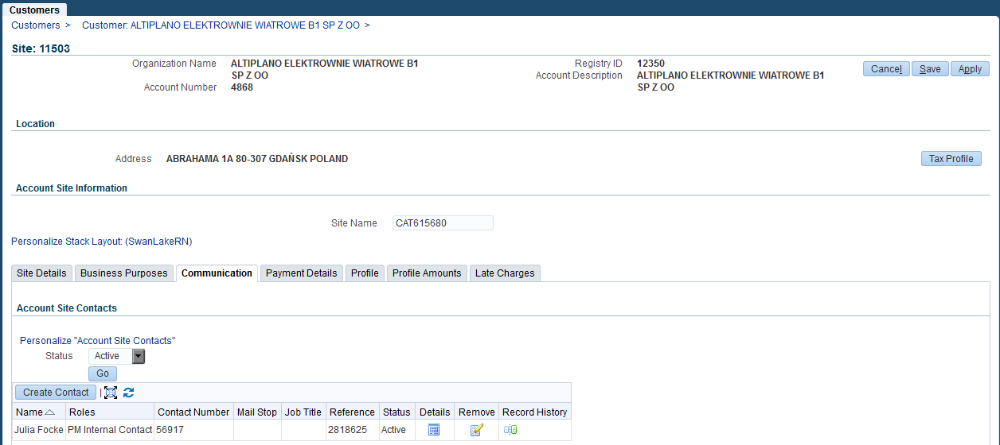 Customers
Customers > Customer: ALTIPLANO ELEKTROWNIE WIATROWE B1 SP Z OO >
Site: 11503
Organization Name ALTIPLANO ELEKTROWNIE WIATROWE B1 SP Z OO
Account Number 4868
Registry ID 12350
Account Description ALTIPLANO ELEKTROWNIE WIATROWE B1 SP Z OO
Cancel Save Apply
Location
Address ABRAHAMA 1A 80-307 GDAŃSK POLAND
Tax Profile
Account Site Information
Site Name CAT615680
Personalize Stack Layout: (SwanLakeRN)
Site Details Business Purposes Communication Payment Details Profile Profile Amounts Late Charges
Account Site Contacts
Personalize "Account Site Contacts"
Status Active
Go
Create Contact |
Name Roles Contact Number Mail Stop Job Title Reference Status Details Remove Record History
Julia Focke PM Internal Contact 56917 2818625 Active